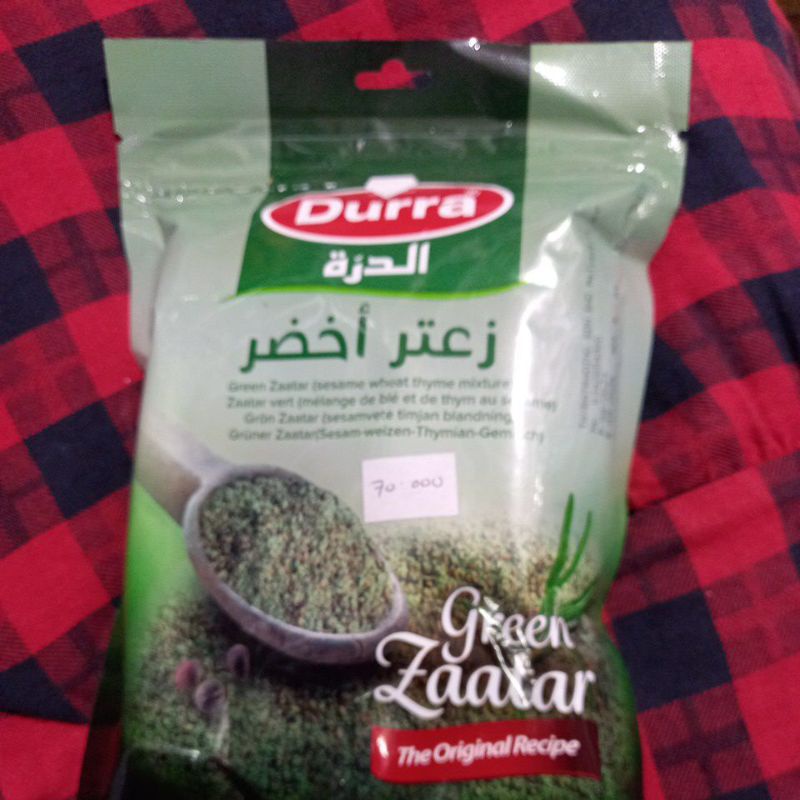 Durra
الدرة
زعتر أخضر
Green Zaatar (sesame wheat thyme mixture)
Zaatar vert (mélange de blé et de thym au sésame)
Grön Zaatar (sesamvete timjan blandning)
Grüner Zaatar(Sesam-weizen-Thymian-Gemisch)
70.000
Green
Zaatar
The Original Recipe